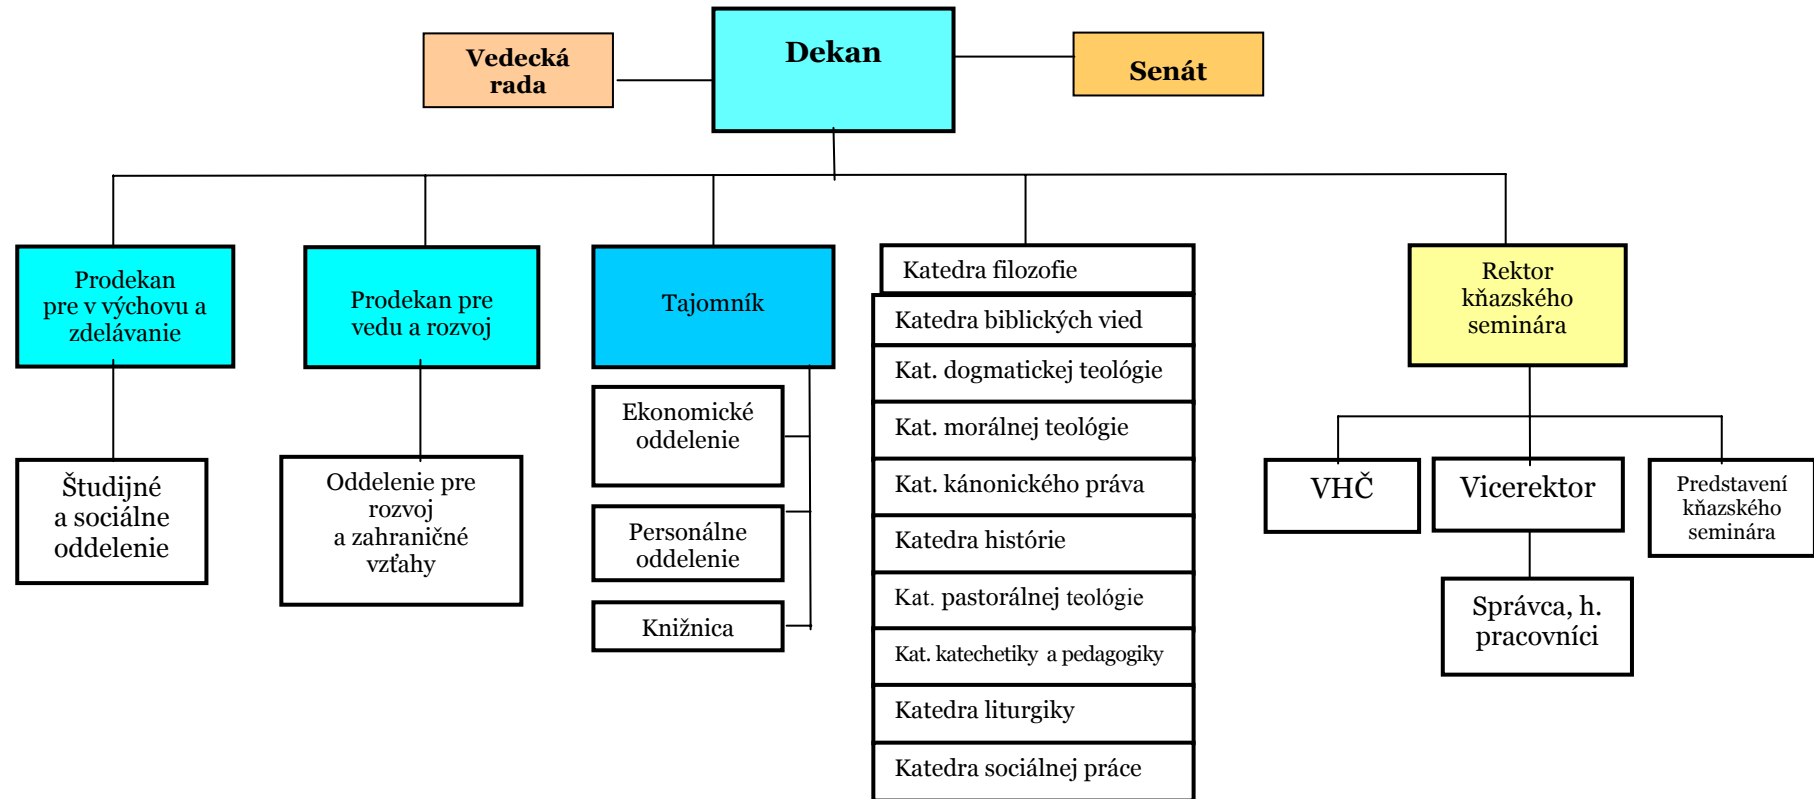 Vedecká
rada
Dekan
Senát
Prodekan
pre v výchovu a
zdelávanie
Prodekan pre
vedu a rozvoj
Tajomník
Katedra filozofie
Katedra biblických vied
Kat. dogmatickej teológie
Kat. morálnej teológie
Kat. kánonického práva
Katedra histórie
Kat. pastorálnej teológie
Kat. katechetiky a pedagogiky
Katedra liturgiky
Katedra sociálnej práce
Rektor
kňazského
seminára
Študijné
a sociálne
oddelenie
Oddelenie pre
rozvoj
a zahraničné
vzťahy
Ekonomické
oddelenie
Personálne
oddelenie
Knižnica
VHČ
Vicerektor
Predstavení
kňazského
seminára
Správca, h.
pracovníci